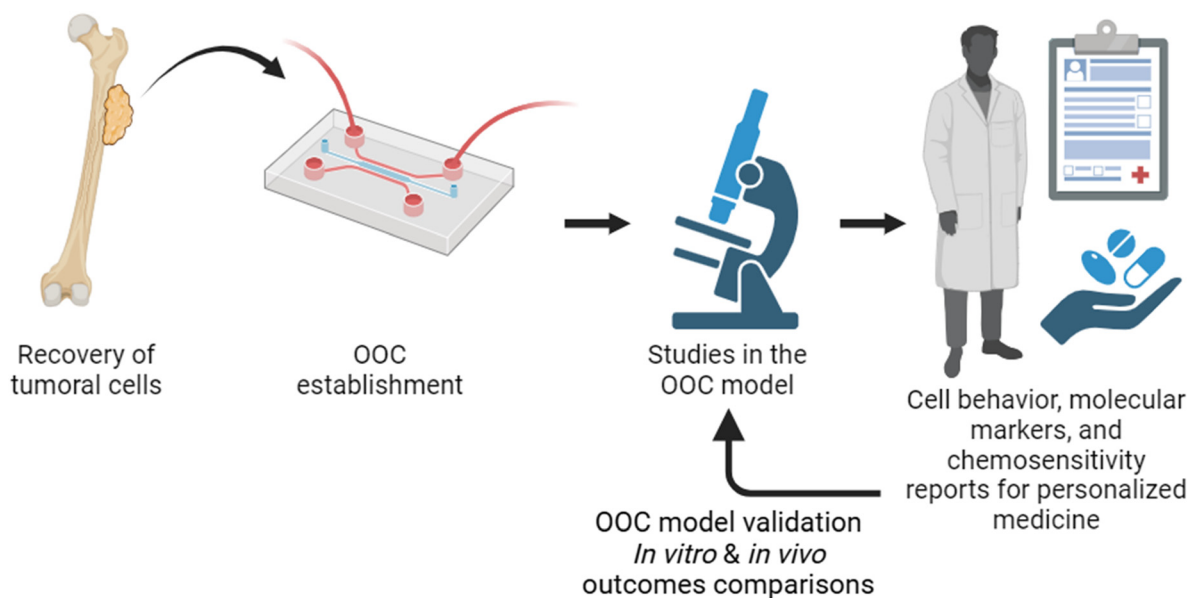 Recovery of
tumoral cells
OOC
establishment
Studies in the
OOC model
Cell behavior, molecular
markers, and
chemosensitivity
reports for personalized
medicine
OOC model validation
In vitro & in vivo
outcomes comparisons